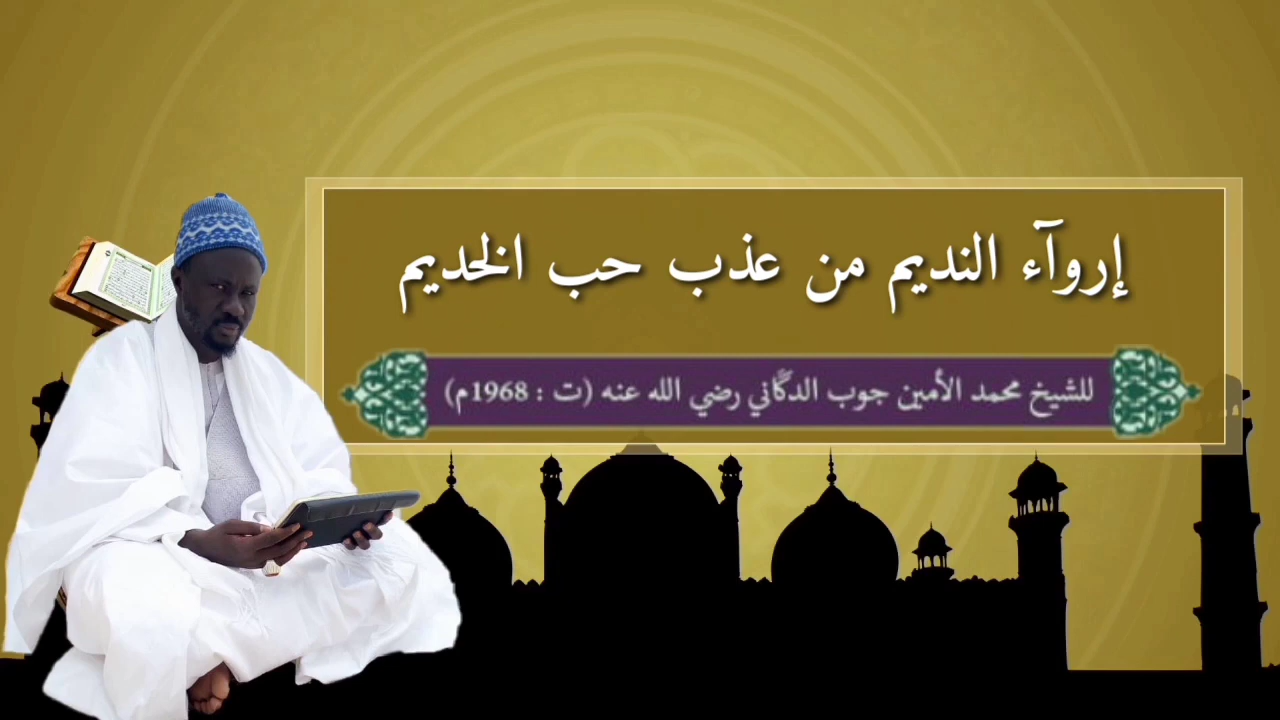 إروآء النديم من عذب حب الخديم
للشيخ محمد الأمين جوب الدگاني رضي الله عنه (ت : 1968م)